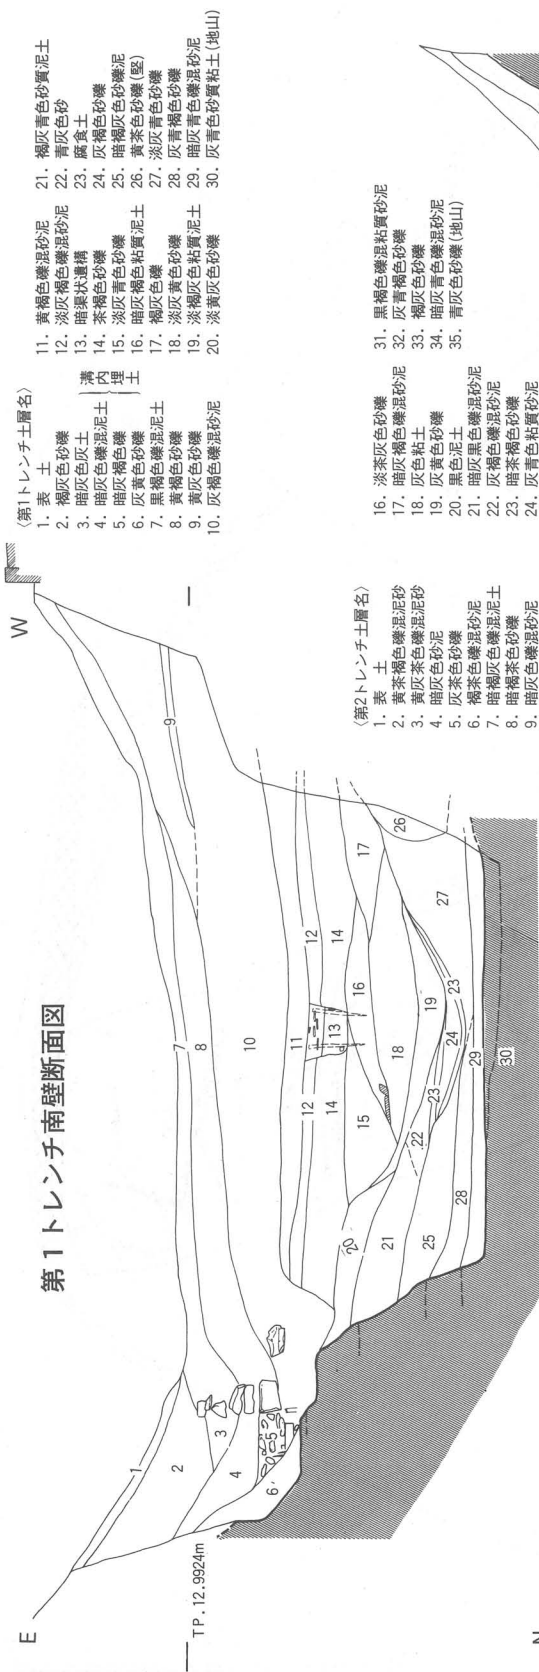 第1トレンチ南壁断面図
E
W
TP.12.9924m
1
2
3
4
5
6
7
8
9
10
11
12
12
13
14
14
15
16
17
18
19
20
21
22
23
23
24
25
26
27
28
29
30
〈第1トレンチ土層名〉
1. 表 土
2. 褐灰色砂礫
3. 暗灰色灰土
4. 暗灰色礫混泥土
5. 暗灰褐色礫
6. 灰黄色砂礫
溝内埋土
7. 黒褐色礫混泥土
8. 黄褐色砂礫
9. 黄灰色砂礫
10. 灰褐色礫混砂泥
11. 黄褐色礫混砂泥
12. 淡灰褐色礫混砂泥
13. 暗渠状遺構
14. 茶褐色砂礫
15. 淡灰青色砂礫
16. 暗灰褐色粘質泥土
17. 褐灰色礫
18. 淡灰黄色砂礫
19. 淡褐灰色粘質泥土
20. 淡黄灰色砂礫
21. 褐灰青色砂質泥土
22. 青灰色砂
23. 腐食土
24. 灰褐色砂礫
25. 暗褐灰色砂礫泥
26. 黄茶色砂礫(堅)
27. 淡灰青色砂礫
28. 灰青褐色砂礫
29. 暗灰青色礫混砂泥
30. 灰青色砂質粘土(地山)
〈第2トレンチ土層名〉
1. 表 土
2. 黄茶褐色礫混泥砂
3. 黄灰茶色礫混泥砂
4. 暗灰色砂泥
5. 灰茶色砂礫
6. 褐茶色礫混砂泥
7. 暗褐灰色礫混泥土
8. 暗褐茶色砂礫
9. 暗灰色礫混砂泥
16. 淡茶灰色砂礫
17. 暗灰褐色礫混砂泥
18. 灰色粘土
19. 灰黄色砂礫
20. 黒色泥土
21. 暗灰黒色礫混砂泥
22. 灰褐色礫混砂泥
23. 暗茶褐色砂礫
24. 灰青色粘質砂泥
31. 黒褐色礫混粘質砂泥
32. 灰青褐色砂礫
33. 褐灰色砂礫
34. 暗灰青色礫混砂泥
35. 青灰色砂礫(地山)